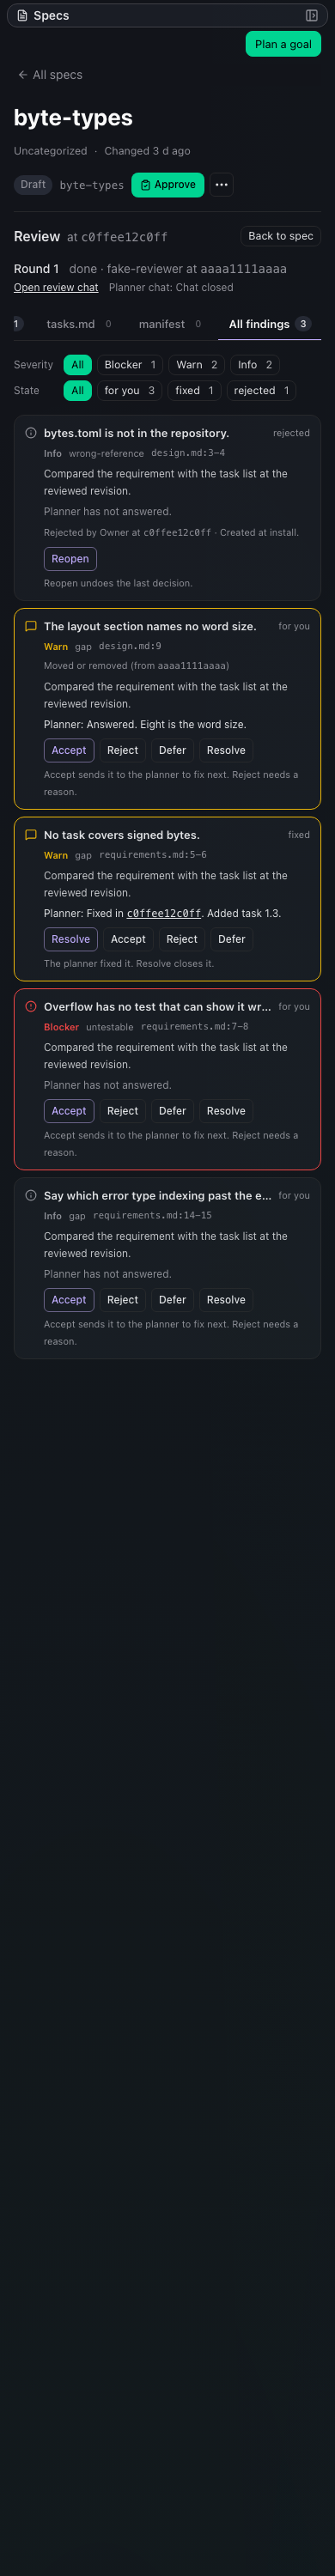 Specs
Plan a goal
All specs
byte-types
Uncategorized · Changed 3 d ago
Draft byte-types Approve
Review at c0ffee12c0ff Back to spec
Round 1 done · fake-reviewer at aaaa1111aaaa
Open review chat Planner chat: Chat closed
1 tasks.md 0 manifest 0 All findings 3
Severity All Blocker 1 Warn 2 Info 2
State All for you 3 fixed 1 rejected 1
bytes.toml is not in the repository. rejected
Info wrong-reference design.md:3–4
Compared the requirement with the task list at the
reviewed revision.
Planner has not answered.
Rejected by Owner at c0ffee12c0ff · Created at install.
Reopen
Reopen undoes the last decision.
The layout section names no word size. for you
Warn gap design.md:9
Moved or removed (from aaaa1111aaaa)
Compared the requirement with the task list at the
reviewed revision.
Planner: Answered. Eight is the word size.
Accept Reject Defer Resolve
Accept sends it to the planner to fix next. Reject needs a
reason.
No task covers signed bytes. fixed
Warn gap requirements.md:5–6
Compared the requirement with the task list at the
reviewed revision.
Planner: Fixed in c0ffee12c0ff. Added task 1.3.
Resolve Accept Reject Defer
The planner fixed it. Resolve closes it.
Overflow has no test that can show it wr... for you
Blocker untestable requirements.md:7–8
Compared the requirement with the task list at the
reviewed revision.
Planner has not answered.
Accept Reject Defer Resolve
Accept sends it to the planner to fix next. Reject needs a
reason.
Say which error type indexing past the e... for you
Info gap requirements.md:14–15
Compared the requirement with the task list at the
reviewed revision.
Planner has not answered.
Accept Reject Defer Resolve
Accept sends it to the planner to fix next. Reject needs a
reason.